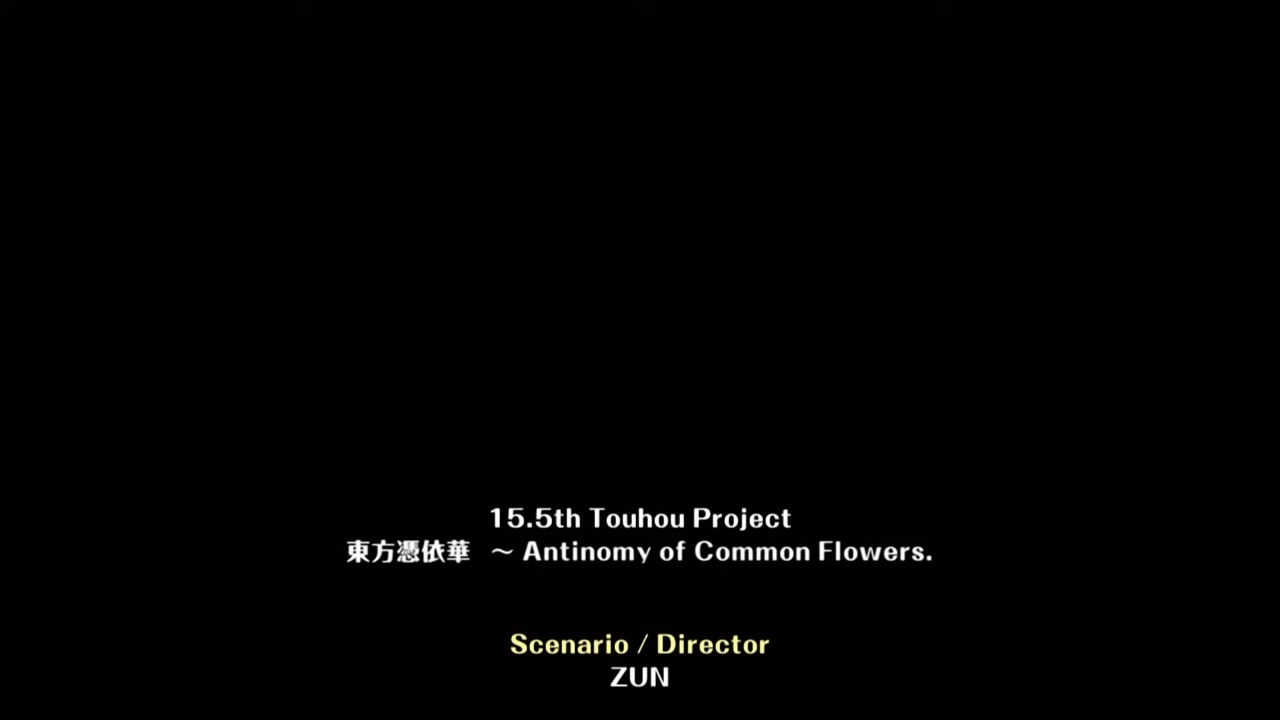 15.5th Touhou Project
東方憑依華 ～ Antinomy of Common Flowers.
Scenario / Director
ZUN